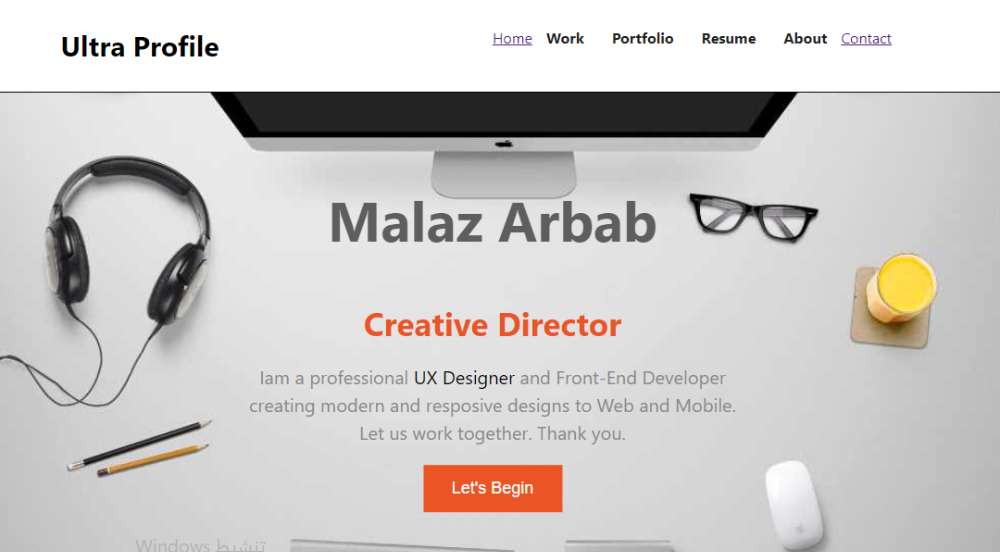 Ultra Profile
Home Work Portfolio Resume About Contact
Malaz Arbab
Creative Director
Iam a professional UX Designer and Front-End Developer
creating modern and resposive designs to Web and Mobile.
Let us work together. Thank you.
Let's Begin
تنشيط Windows